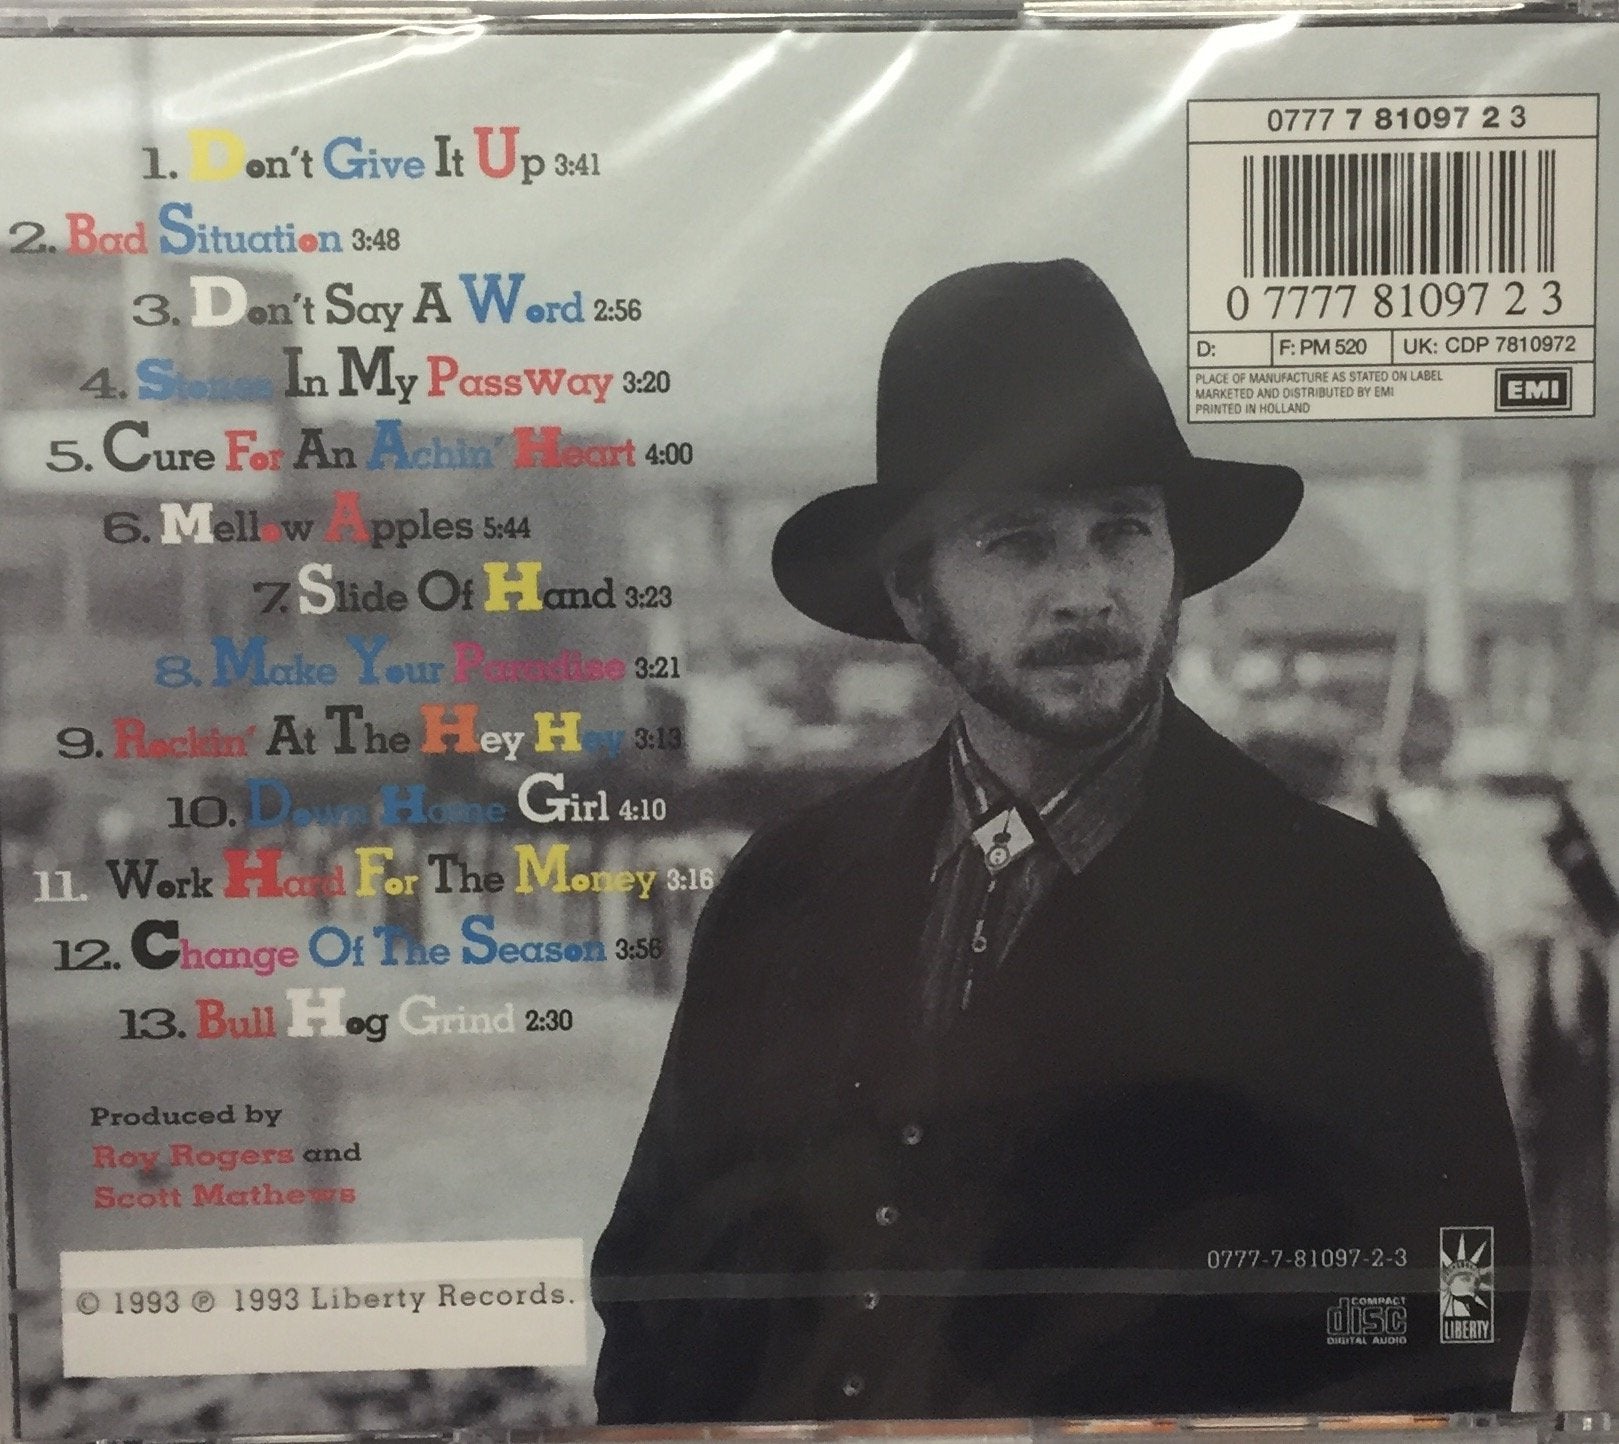 1. Don't Give It Up 3:41
2. Bad Situation 3:48
3. Don't Say A Word 2:56
4. Stones In My Passway 3:20
5. Cure For An Achin' Heart 4:00
6. Mellow Apples 5:44
7. Slide Of Hand 3:23
8. Make Your Paradise 3:21
9. Rockin' At The Hey Hey 3:13
10. Down Home Girl 4:10
11. Work Hard For The Money 3:16
12. Change Of The Season 3:56
13. Bull Hog Grind 2:30
Produced by
Roy Rogers and
Scott Mathews
© 1993 ℗ 1993 Liberty Records.
0777 7 81097 2 3
0 7777 81097 2 3
D: F: PM 520 UK: CDP 7810972
PLACE OF MANUFACTURE AS STATED ON LABEL
MARKETED AND DISTRIBUTED BY EMI
PRINTED IN HOLLAND
EMI
0777-7-81097-2-3
COMPACT
disc
DIGITAL AUDIO
LIBERTY